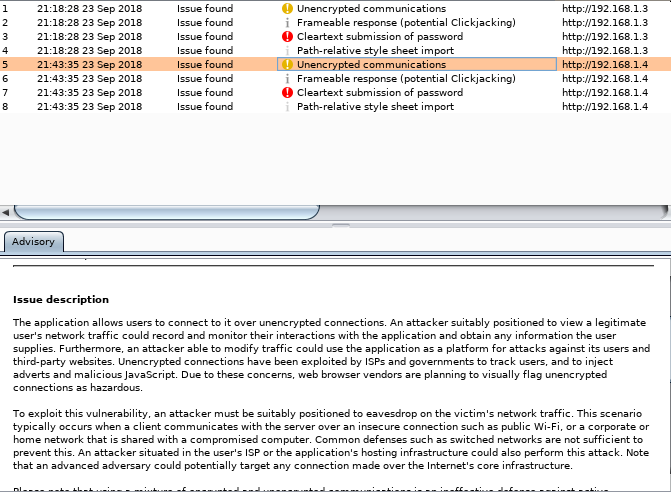 1 21:18:28 23 Sep 2018 Issue found Unencrypted communications http://192.168.1.3
2 21:18:28 23 Sep 2018 Issue found Frameable response (potential Clickjacking) http://192.168.1.3
3 21:18:28 23 Sep 2018 Issue found Cleartext submission of password http://192.168.1.3
4 21:18:28 23 Sep 2018 Issue found Path-relative style sheet import http://192.168.1.3
5 21:43:35 23 Sep 2018 Issue found Unencrypted communications http://192.168.1.4
6 21:43:35 23 Sep 2018 Issue found Frameable response (potential Clickjacking) http://192.168.1.4
7 21:43:35 23 Sep 2018 Issue found Cleartext submission of password http://192.168.1.4
8 21:43:35 23 Sep 2018 Issue found Path-relative style sheet import http://192.168.1.4
Advisory
Issue description
The application allows users to connect to it over unencrypted connections. An attacker suitably positioned to view a legitimate
user's network traffic could record and monitor their interactions with the application and obtain any information the user
supplies. Furthermore, an attacker able to modify traffic could use the application as a platform for attacks against its users and
third-party websites. Unencrypted connections have been exploited by ISPs and governments to track users, and to inject
adverts and malicious JavaScript. Due to these concerns, web browser vendors are planning to visually flag unencrypted
connections as hazardous.
To exploit this vulnerability, an attacker must be suitably positioned to eavesdrop on the victim's network traffic. This scenario
typically occurs when a client communicates with the server over an insecure connection such as public Wi-Fi, or a corporate or
home network that is shared with a compromised computer. Common defenses such as switched networks are not sufficient to
prevent this. An attacker situated in the user's ISP or the application's hosting infrastructure could also perform this attack. Note
that an advanced adversary could potentially target any connection made over the Internet's core infrastructure.
Please note that using a mixture of encrypted and unencrypted communications is an ineffective defense against active